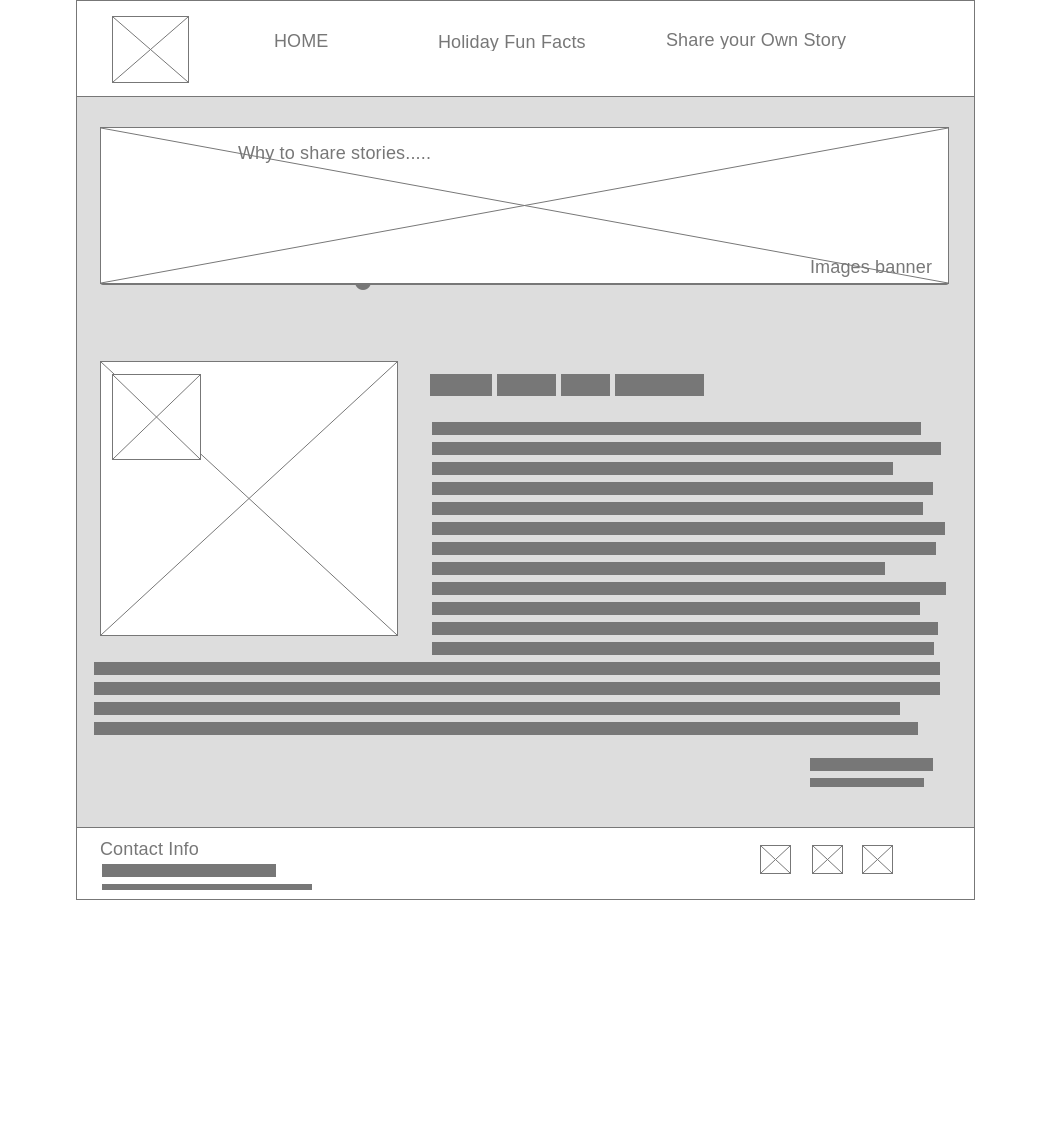 HOME
Holiday Fun Facts
Share your Own Story
Why to share stories.....
Images banner
Contact Info